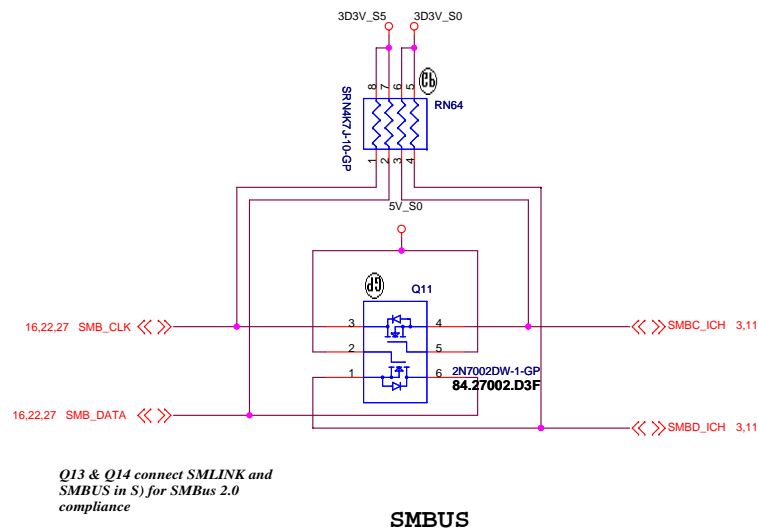 3D3V_S5 3D3V_S0
8 7 6 5
RN64
SRN4K7J-10-GP
1 2 3 4
5V_S0
Q11
16,22,27 SMB_CLK 3 4 SMBC_ICH 3,11
2 5
2N7002DW-1-GP
1 6
84.27002.D3F
16,22,27 SMB_DATA SMBD_ICH 3,11
Q13 & Q14 connect SMLINK and
SMBUS in S) for SMBus 2.0
compliance
SMBUS